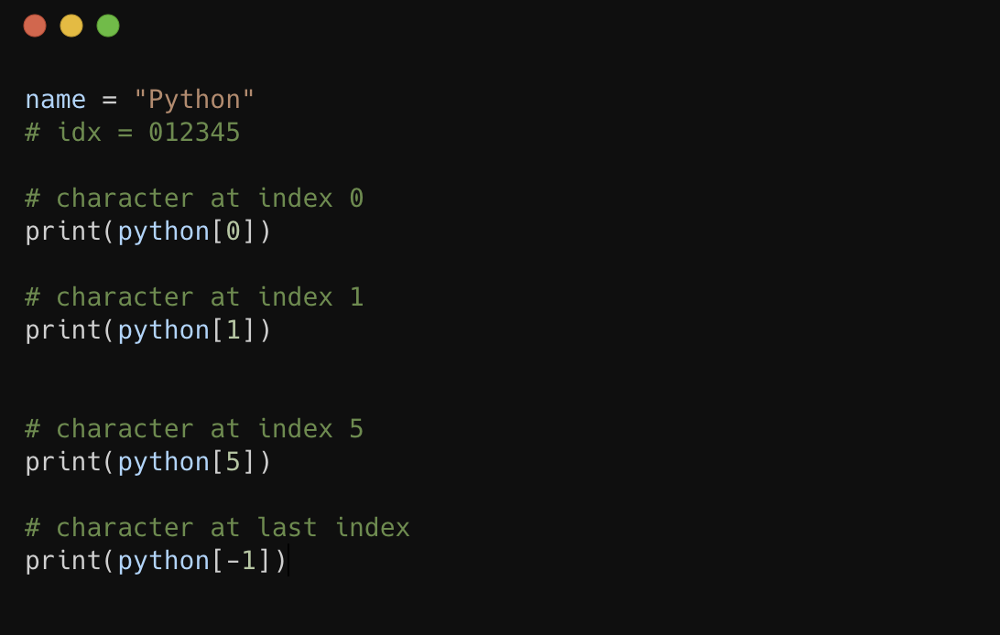 name = "Python"
# idx = 012345
# character at index 0
print(python[0])
# character at index 1
print(python[1])
# character at index 5
print(python[5])
# character at last index
print(python[-1])